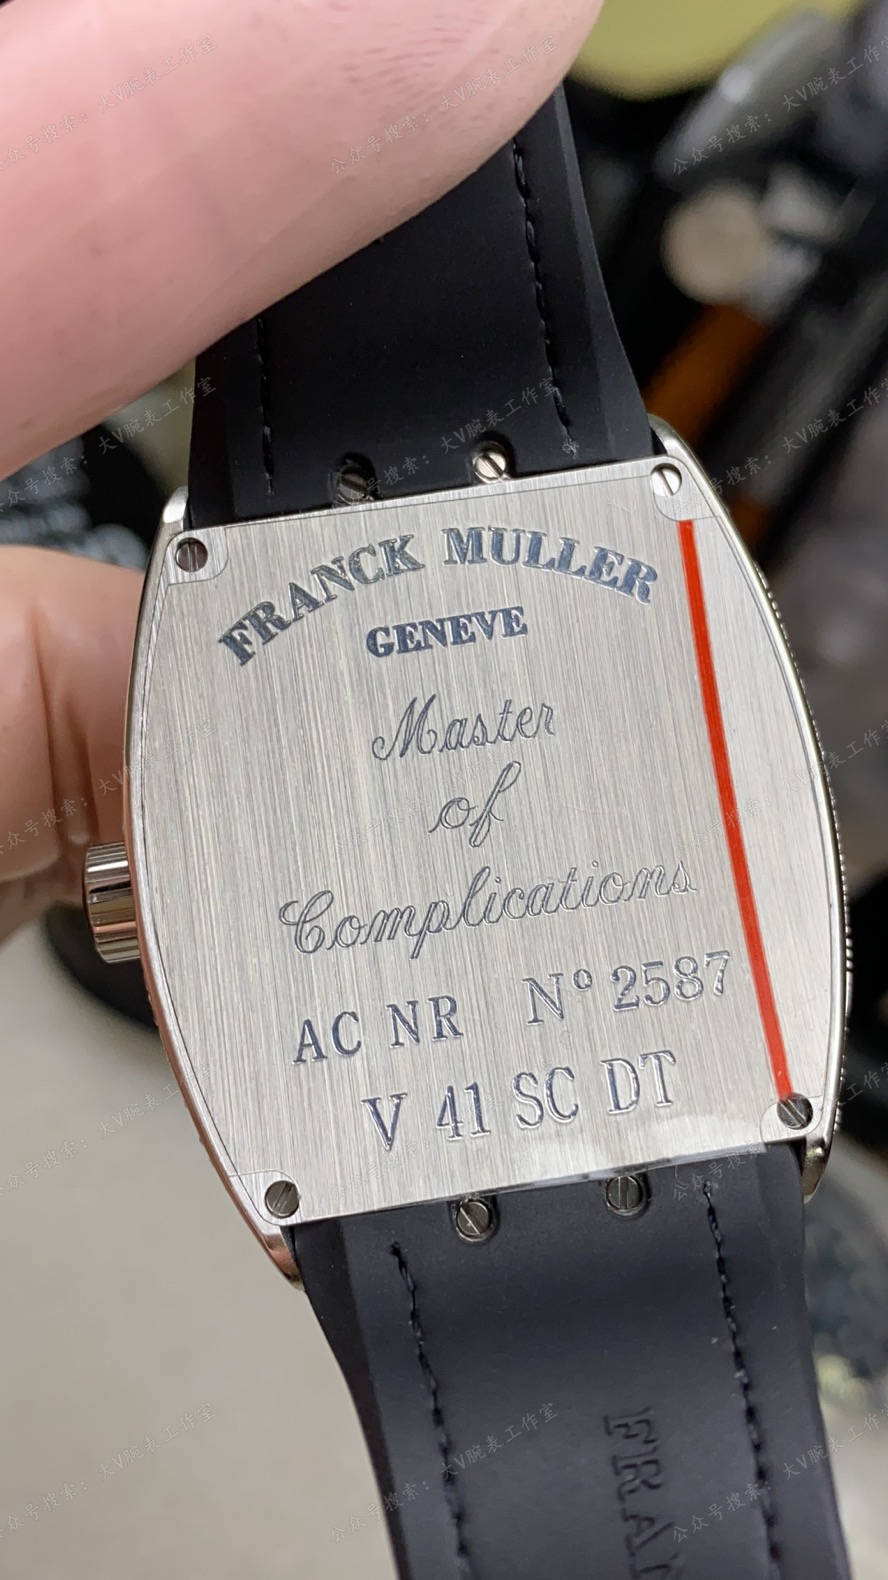 FRANCK MULLER
GENEVE
Master
of
Complications
AC NR N° 2587
V 41 SC DT
FRAN
公众号搜索：大V腕表工作室